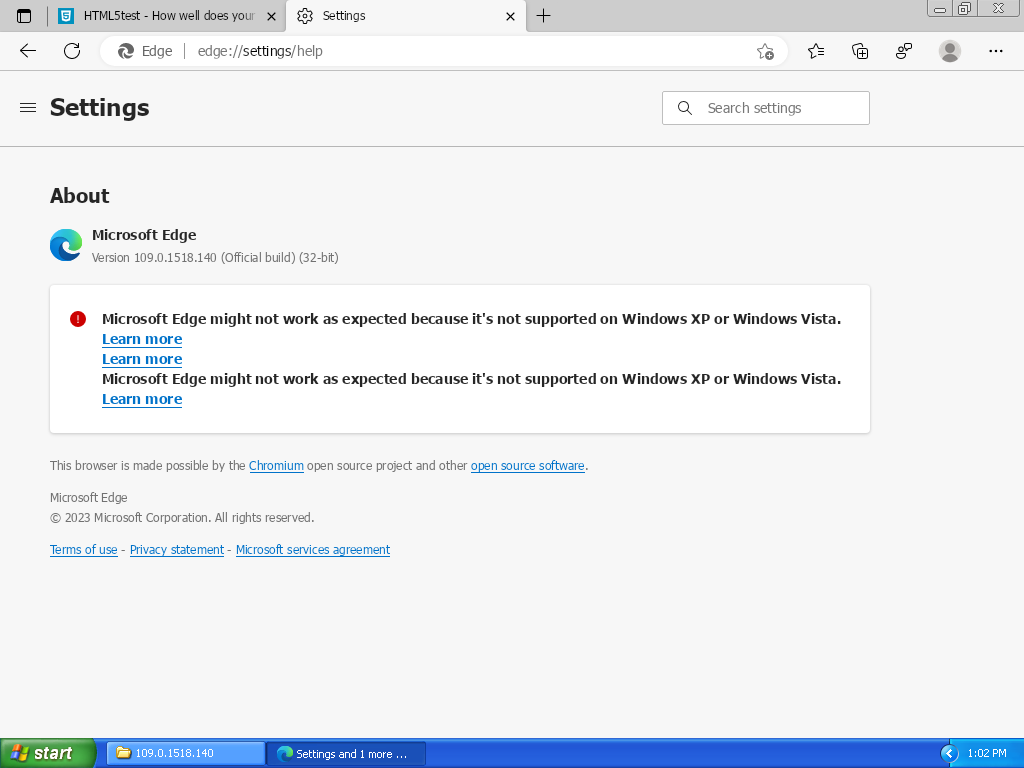 HTML5test - How well does your
Settings
Edge
edge://settings/help
Settings
Search settings
About
Microsoft Edge
Version 109.0.1518.140 (Official build) (32-bit)
Microsoft Edge might not work as expected because it's not supported on Windows XP or Windows Vista.
Learn more
Learn more
Microsoft Edge might not work as expected because it's not supported on Windows XP or Windows Vista.
Learn more
This browser is made possible by the Chromium open source project and other open source software.
Microsoft Edge
© 2023 Microsoft Corporation. All rights reserved.
Terms of use - Privacy statement - Microsoft services agreement
start
109.0.1518.140
Settings and 1 more ...
1:02 PM